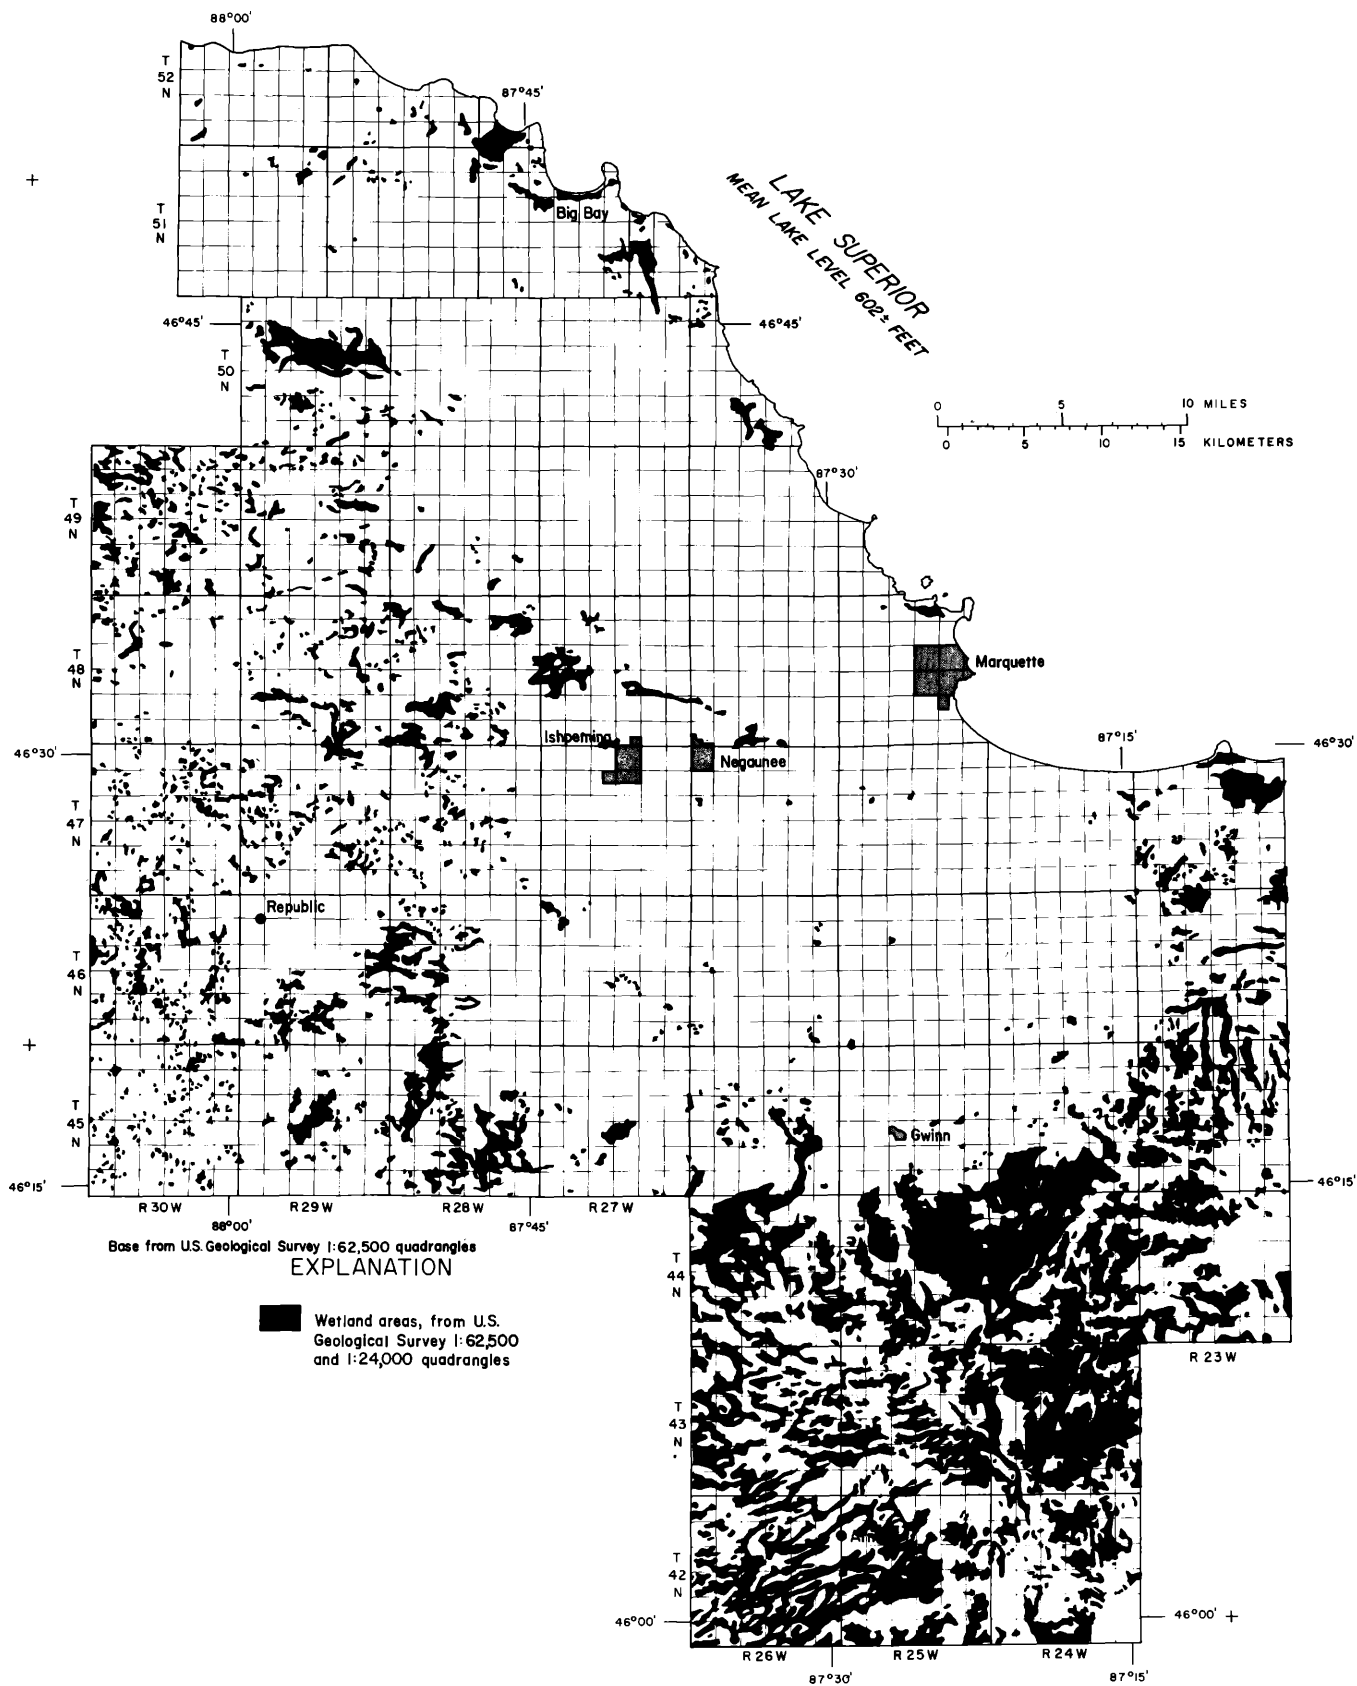 88°00'
T
52
N
87°45'
T
51
N
Big Bay
LAKE SUPERIOR
MEAN LAKE LEVEL 602± FEET
46°45'
46°45'
T
50
N
0 5 10 MILES
0 5 10 15 KILOMETERS
87°30'
T
49
N
T
48
N
Marquette
Ishpeming
Negaunee
46°30'
87°15'
46°30'
T
47
N
Republic
T
46
N
T
45
N
Gwinn
46°15'
46°15'
R 30 W
R 29 W
R 28 W
R 27 W
88°00'
87°45'
Base from U.S. Geological Survey 1:62,500 quadrangles
EXPLANATION
Wetland areas, from U.S.
Geological Survey 1:62,500
and 1:24,000 quadrangles
T
44
N
R 23 W
T
43
N
T
42
N
46°00'
46°00'
R 26 W
R 25 W
R 24 W
87°30'
87°15'